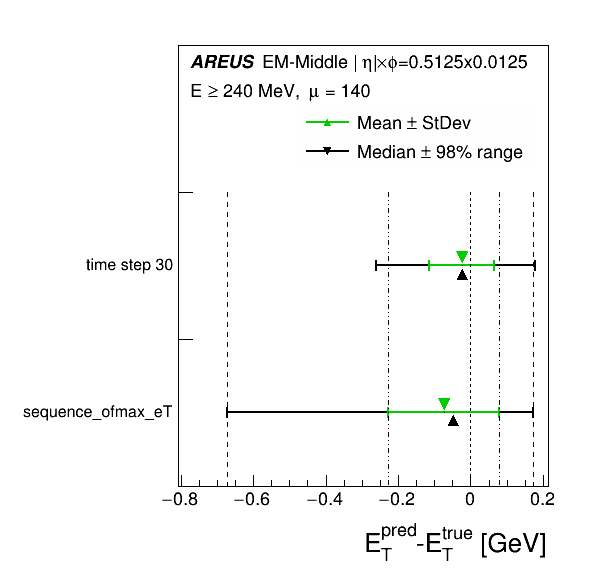 AREUS EM-Middle | η|×ϕ=0.5125x0.0125
E ≥ 240 MeV, μ = 140
Mean ± StDev
Median ± 98% range
time step 30
sequence_ofmax_eT
−0.8 −0.6 −0.4 −0.2 0 0.2
E_T^pred-E_T^true [GeV]